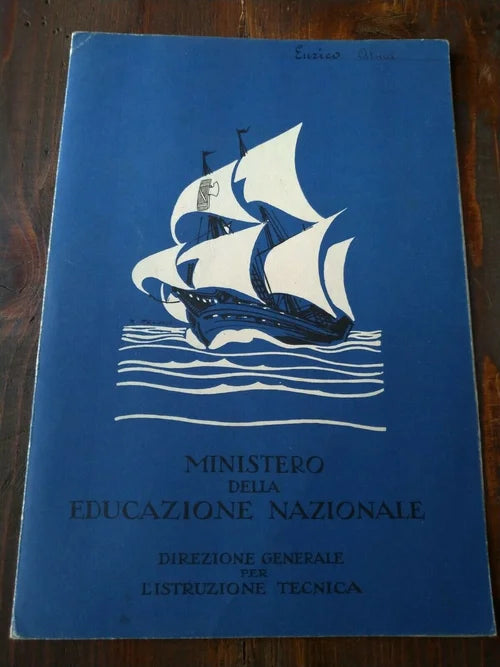 Enrico
MINISTERO
DELLA
EDUCAZIONE NAZIONALE
DIREZIONE GENERALE
PER
L'ISTRUZIONE TECNICA